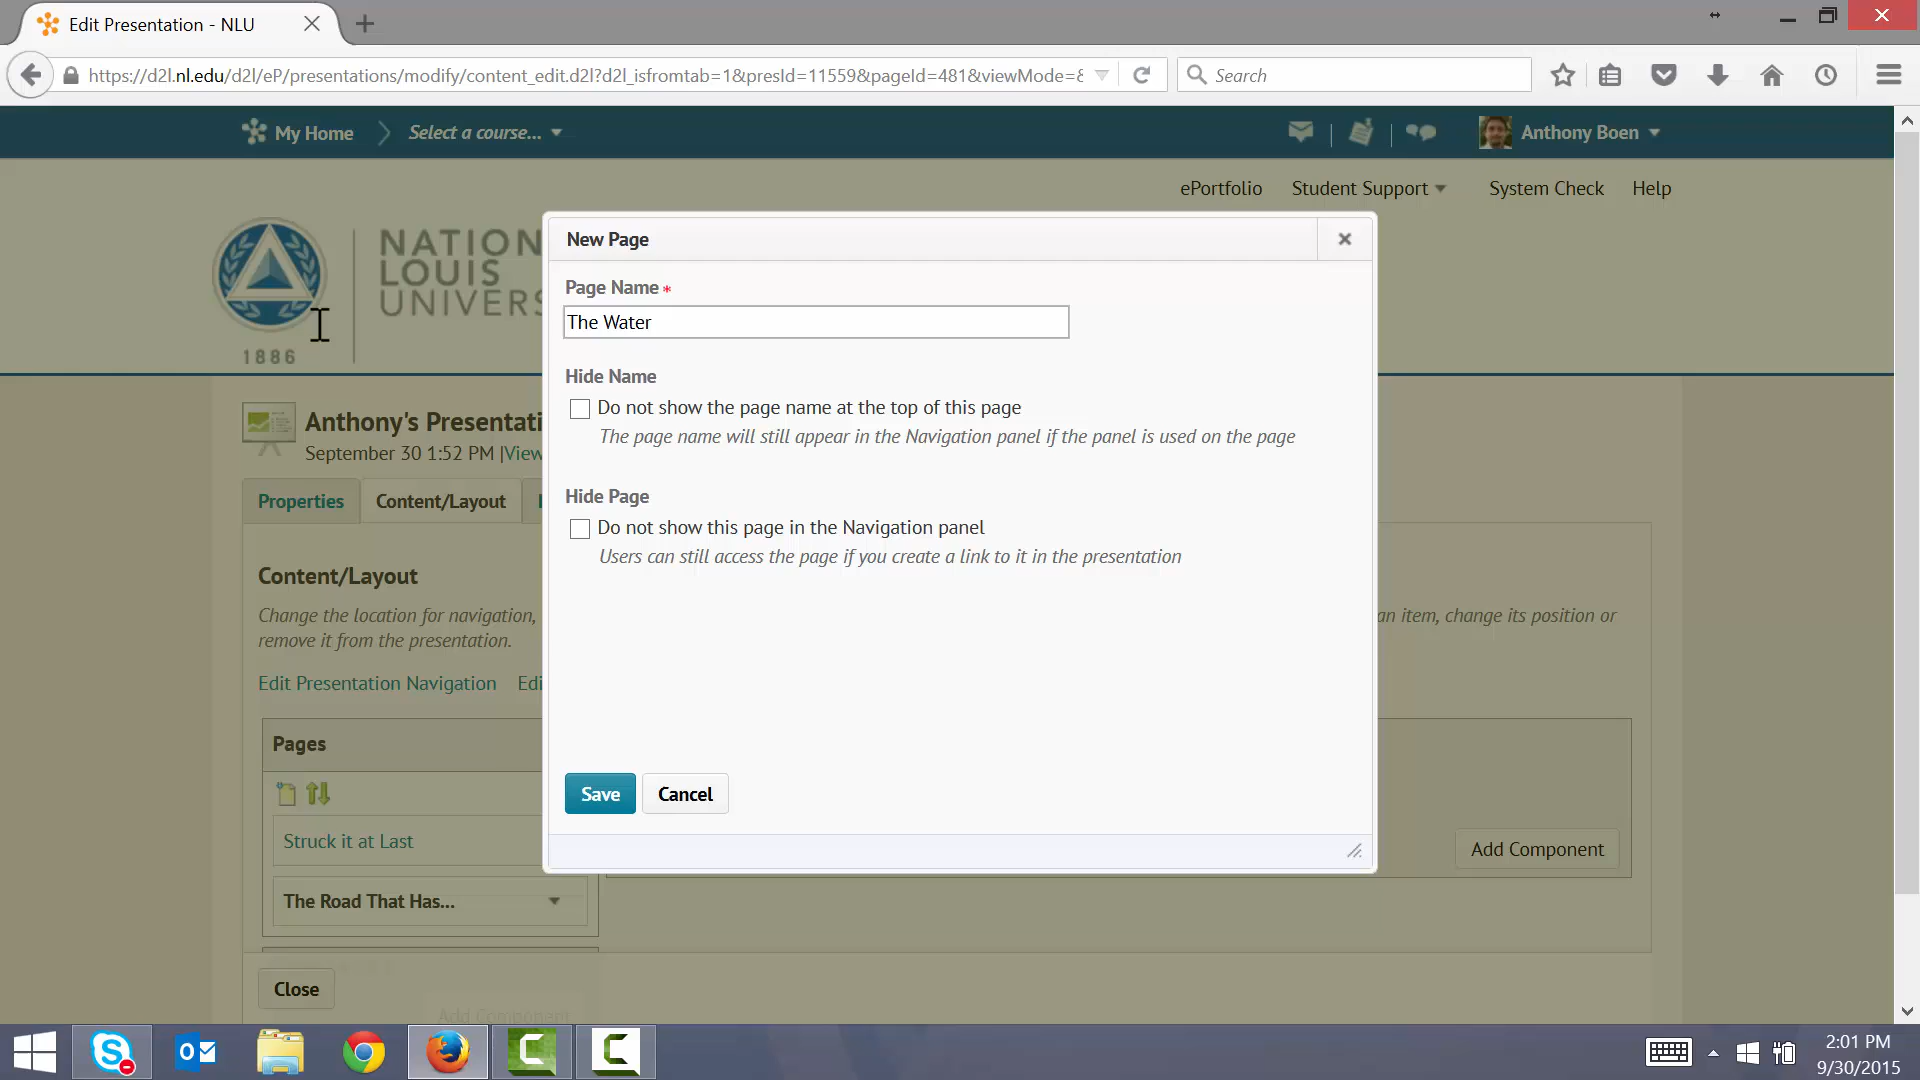 Edit Presentation - NLU
https://d2l.nl.edu/d2l/eP/presentations/modify/content_edit.d2l?d2l_isfromtab=1&presId=11559&pageId=481&viewMode=&
Search
My Home
Select a course...
Anthony Boen
ePortfolio
Student Support
System Check
Help
NATION
LOUIS
UNIVERS
1886
New Page
Page Name *
The Water
Hide Name
Do not show the page name at the top of this page
The page name will still appear in the Navigation panel if the panel is used on the page
Hide Page
Do not show this page in the Navigation panel
Users can still access the page if you create a link to it in the presentation
Save
Cancel
Anthony's Presentati
September 30 1:52 PM |View
Properties
Content/Layout
Content/Layout
Change the location for navigation,
an item, change its position or
remove it from the presentation.
Edit Presentation Navigation
Edi
Pages
Struck it at Last
The Road That Has...
Add Component
Close
Add Component
2:01 PM
9/30/2015